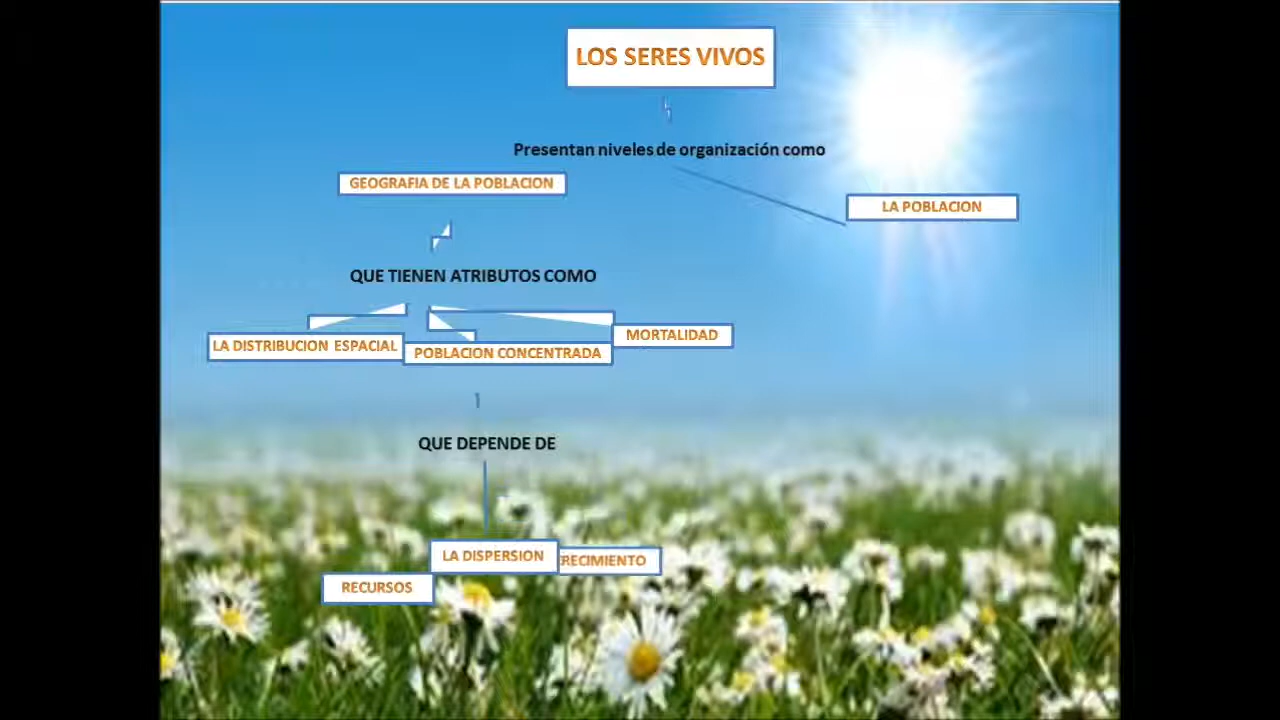 LOS SERES VIVOS
Presentan niveles de organización como
GEOGRAFIA DE LA POBLACION
LA POBLACION
QUE TIENEN ATRIBUTOS COMO
LA DISTRIBUCION ESPACIAL
POBLACION CONCENTRADA
MORTALIDAD
QUE DEPENDE DE
LA DISPERSION
RECIMIENTO
RECURSOS